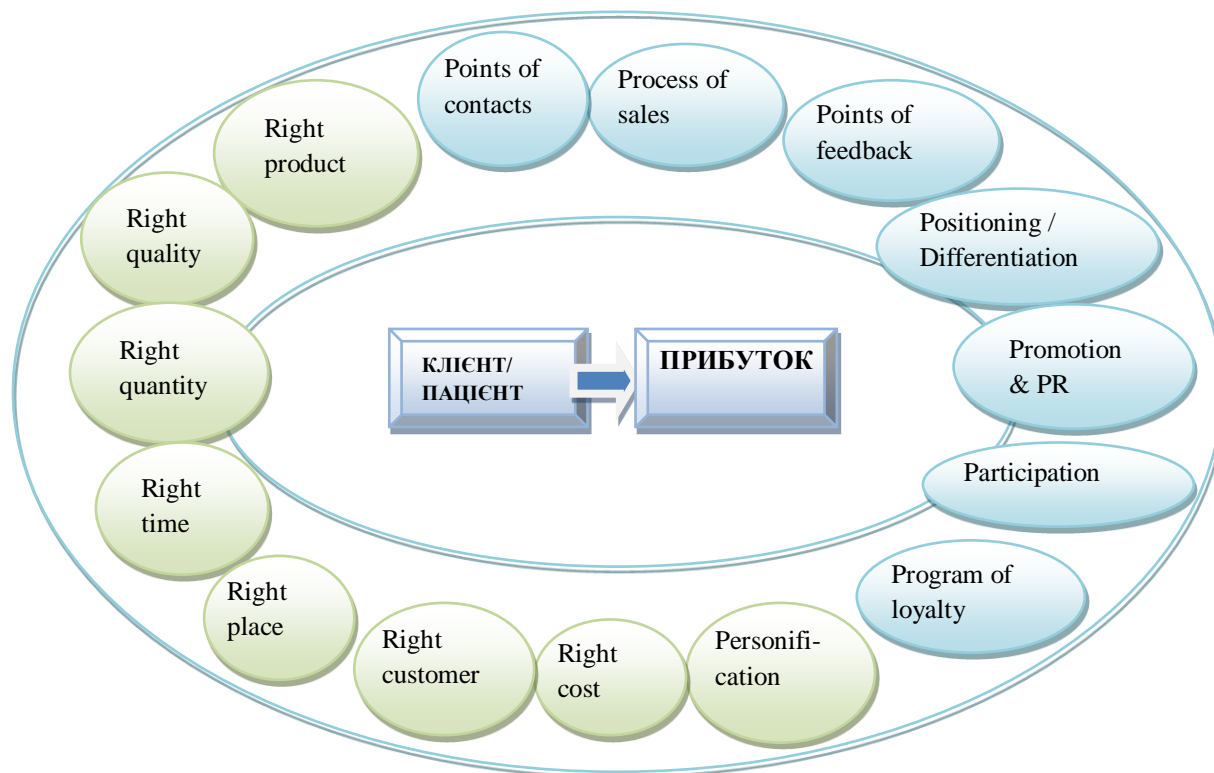 Points of
contacts
Process of
sales
Points of
feedback
Right
product
Right
quality
Positioning /
Differentiation
Right
quantity
КЛІЄНТ/
ПАЦІЄНТ
ПРИБУТОК
Promotion
& PR
Right
time
Participation
Right
place
Program of
loyalty
Right
customer
Right
cost
Personifi-
cation